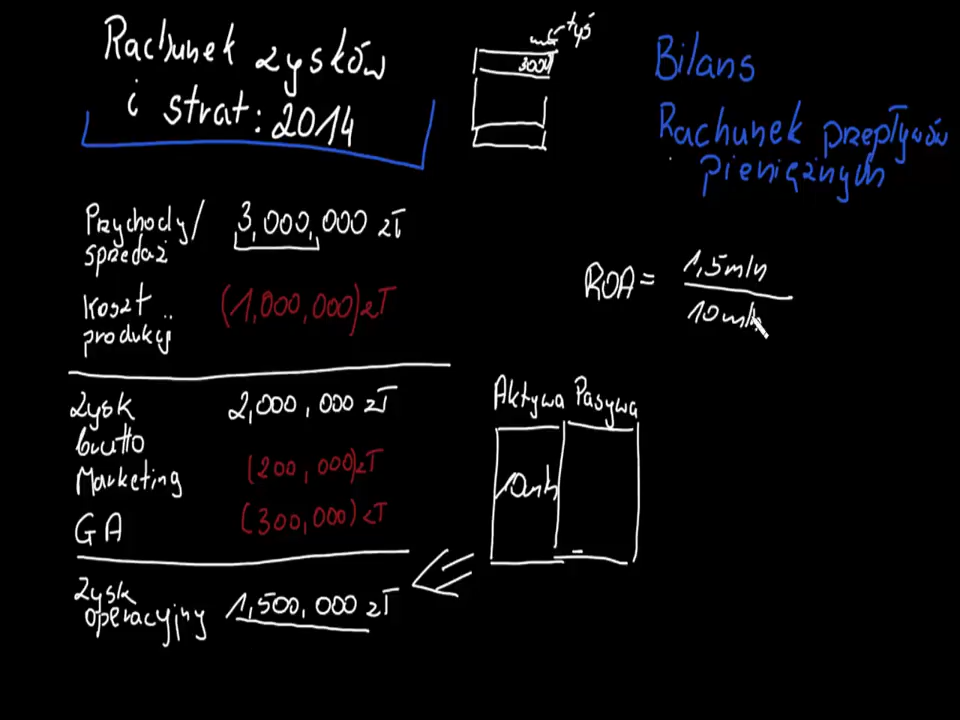 Rachunek zysków
i strat: 2014
tyś
3000
Bilans
Rachunek przepływów
pieniężnych
Przychody/
sprzedaż
3,000,000 zł
Koszt
produkcji
(1,000,000) zł
ROA = 1,5mln
10mln
Zysk
brutto
2,000,000 zł
Marketing
(200,000) zł
GA
(300,000) zł
Aktywa Pasywa
10mln
Zysk
operacyjny
1,500,000 zł